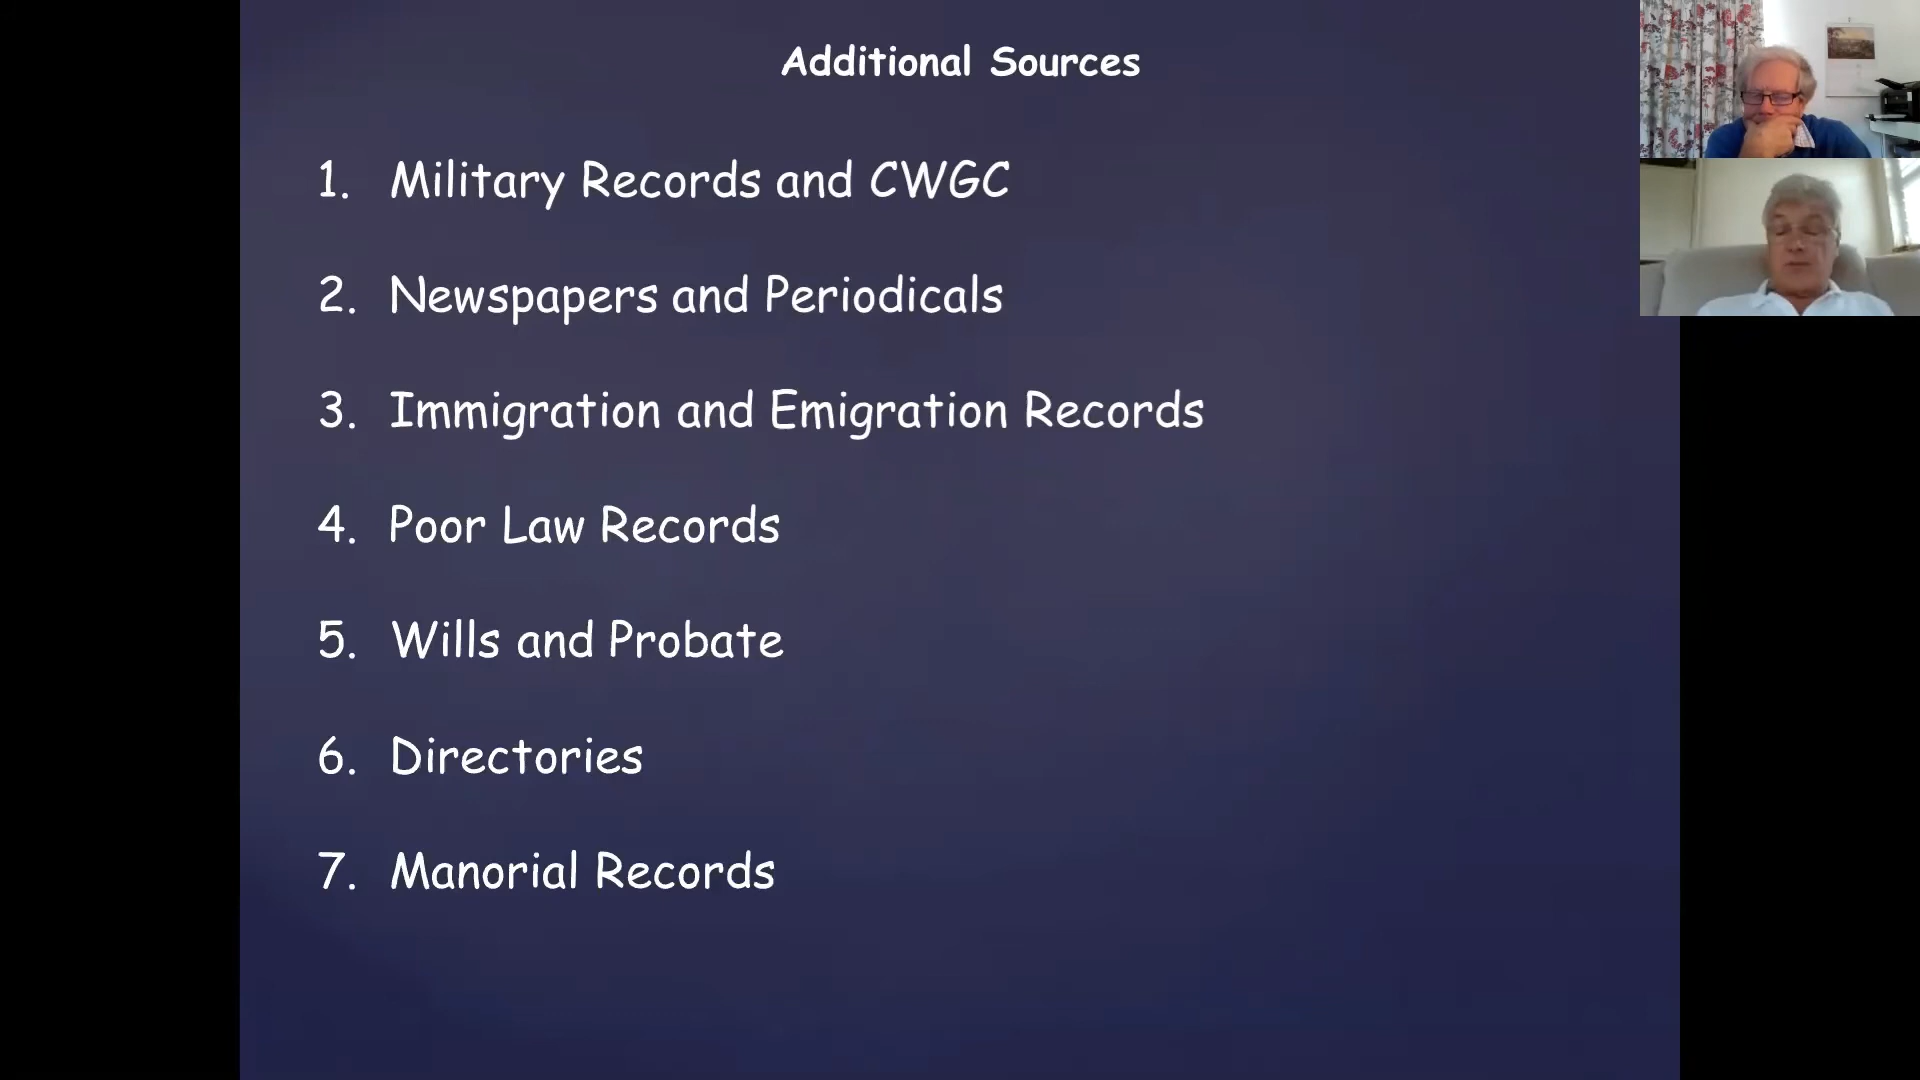 Additional Sources
1. Military Records and CWGC
2. Newspapers and Periodicals
3. Immigration and Emigration Records
4. Poor Law Records
5. Wills and Probate
6. Directories
7. Manorial Records